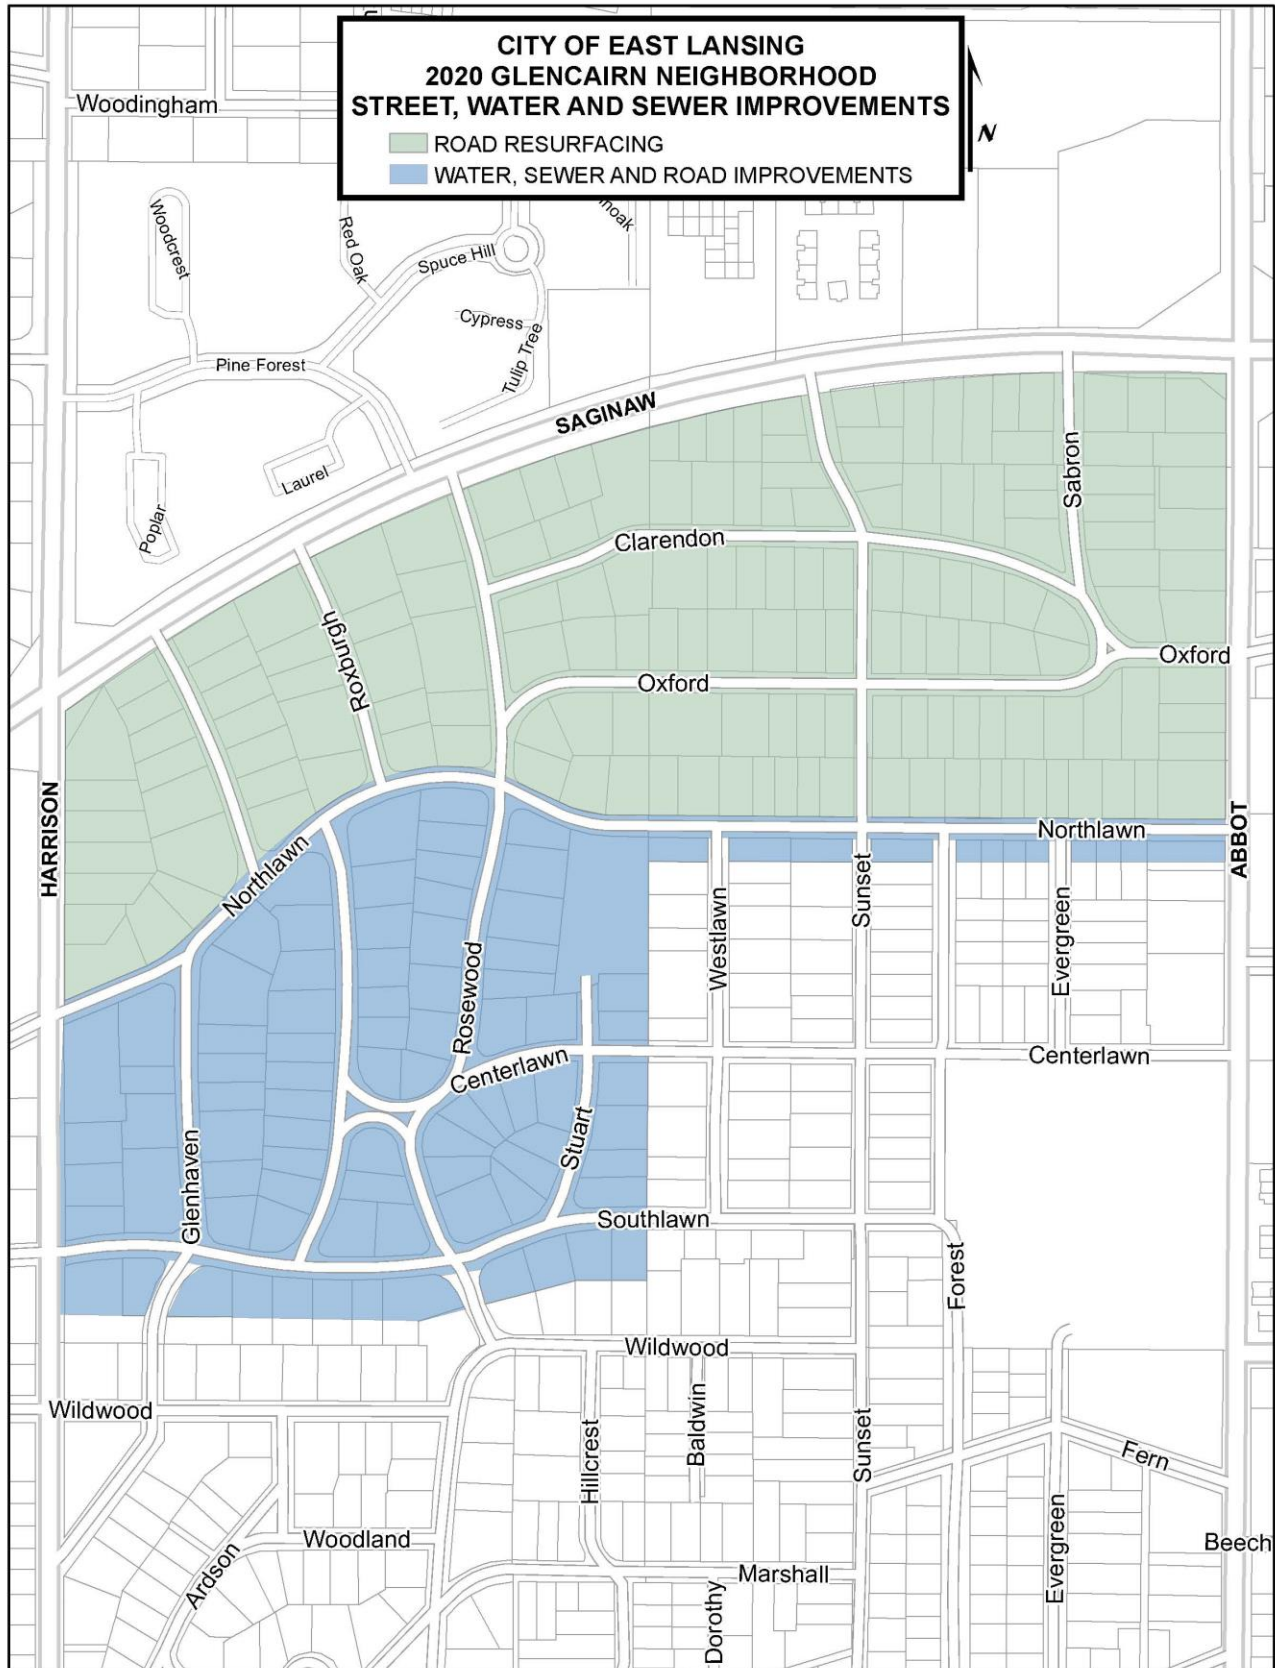 CITY OF EAST LANSING
2020 GLENCAIRN NEIGHBORHOOD
STREET, WATER AND SEWER IMPROVEMENTS
ROAD RESURFACING
WATER, SEWER AND ROAD IMPROVEMENTS
N
Woodingham
Woodcrest
Red Oak
Spuce Hill
Cypress
Tulip Tree
Pine Forest
SAGINAW
Laurel
Poplar
Sabron
Clarendon
Roxburgh
Oxford
Oxford
HARRISON
Northlawn
Northlawn
ABBOT
Sunset
Westlawn
Evergreen
Rosewood
Centerlawn
Centerlawn
Stuart
Glenhaven
Southlawn
Forest
Wildwood
Wildwood
Baldwin
Hillcrest
Sunset
Fern
Evergreen
Woodland
Ardson
Beech
Marshall
Dorothy